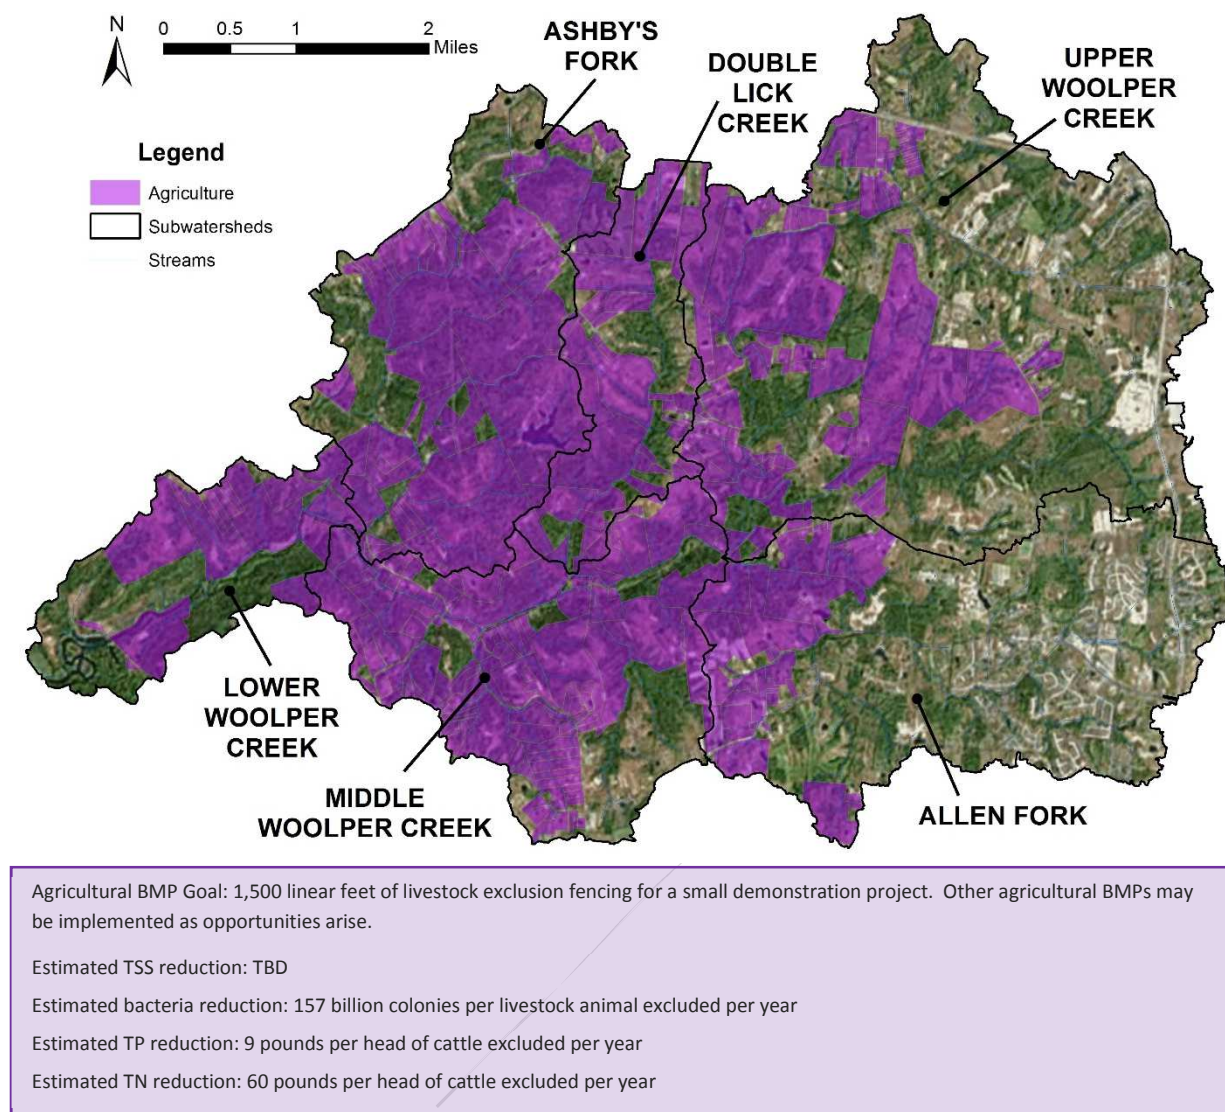 N
0 0.5 1 2
Miles
ASHBY'S
FORK
DOUBLE
LICK
CREEK
UPPER
WOOLPER
CREEK
Legend
Agriculture
Subwatersheds
Streams
LOWER
WOOLPER
CREEK
MIDDLE
WOOLPER CREEK
ALLEN FORK
Agricultural BMP Goal: 1,500 linear feet of livestock exclusion fencing for a small demonstration project.  Other agricultural BMPs may
be implemented as opportunities arise.
Estimated TSS reduction: TBD
Estimated bacteria reduction: 157 billion colonies per livestock animal excluded per year
Estimated TP reduction: 9 pounds per head of cattle excluded per year
Estimated TN reduction: 60 pounds per head of cattle excluded per year